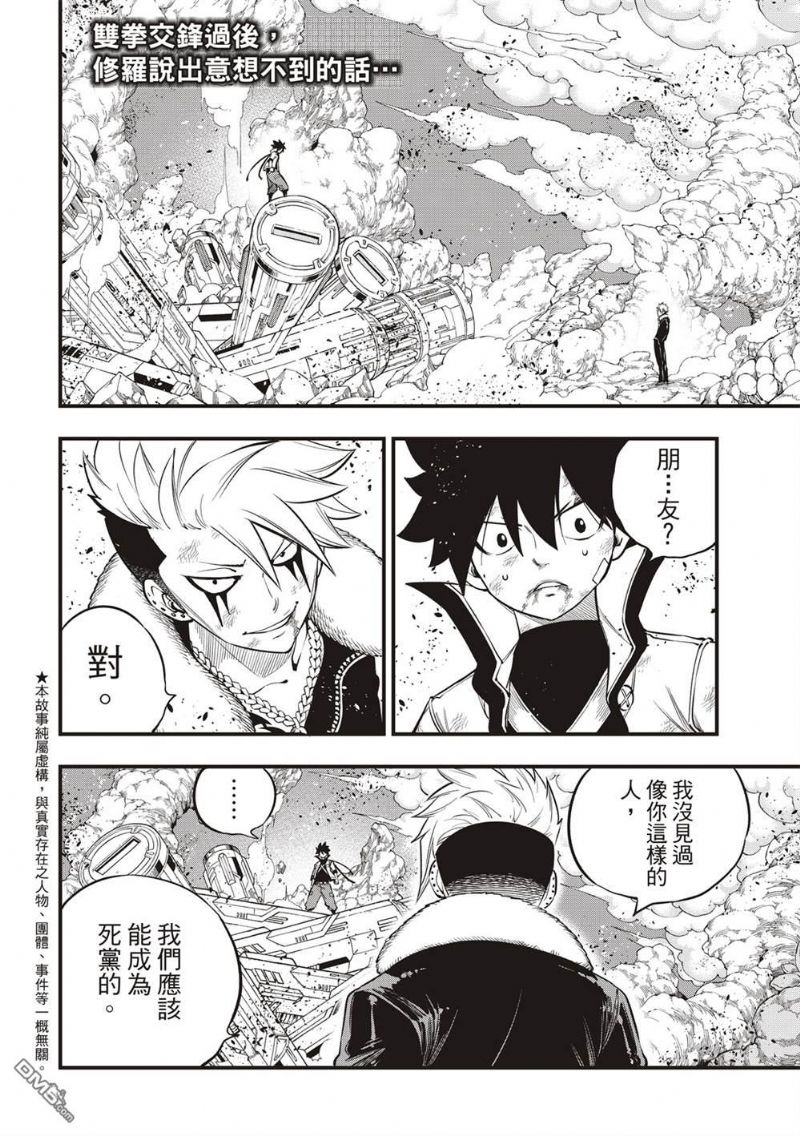 雙拳交鋒過後，
修羅說出意想不到的話…
朋…
友？
對。
我沒見過
像你這樣的
人，
……
我們應該
能成為
死黨的。
★本故事純屬虛構，與真實存在之人物、團體、事件等一概無關。
DM5